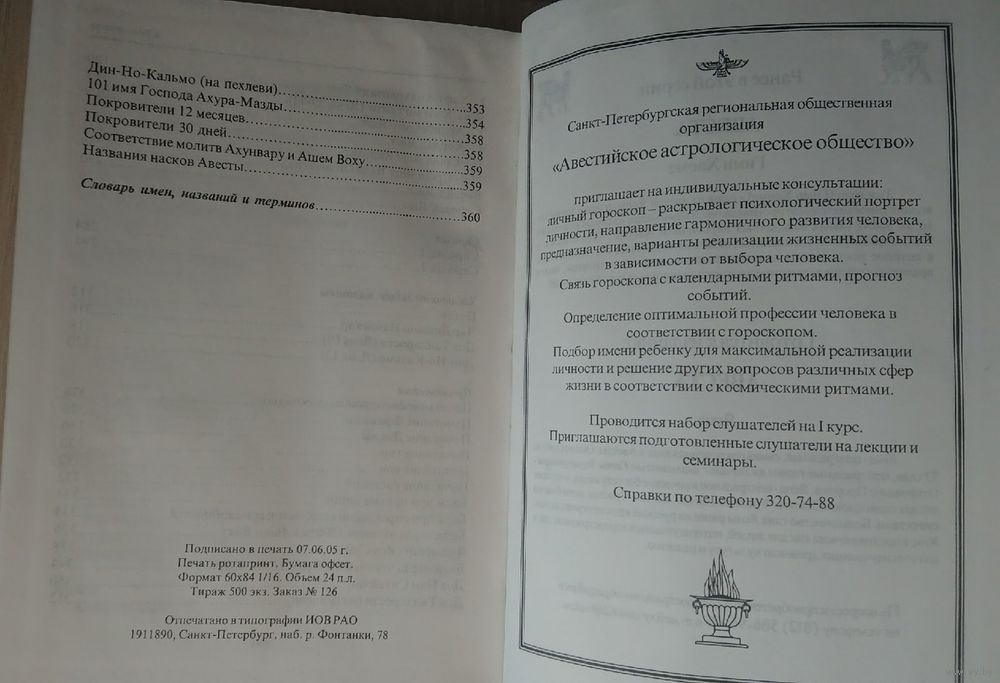 Дин-Но-Кальмо (на пехлеви)........................353
101 имя Господа Ахура-Мазды........................354
Покровители 12 месяцев........................358
Покровители 30 дней........................358
Соответствие молитв Ахунвару и Ашем Воху........................359
Названия насков Авесты........................359
Словарь имен, названий и терминов........................360
Подписано в печать 07.06.05 г.
Печать ротапринт. Бумага офсет.
Формат 60x84 1/16. Объем 24 п.л.
Тираж 500 экз. Заказ № 126
Отпечатано в типографии ИОВ РАО
1911890, Санкт-Петербург, наб. р. Фонтанки, 78
Санкт-Петербургская региональная общественная
организация
«Авестийское астрологическое общество»
приглашает на индивидуальные консультации:
личный гороскоп – раскрывает психологический портрет
личности, направление гармоничного развития человека,
предназначение, варианты реализации жизненных событий
в зависимости от выбора человека.
Связь гороскопа с календарными ритмами, прогноз
событий.
Определение оптимальной профессии человека в
соответствии с гороскопом.
Подбор имени ребенку для максимальной реализации
личности и решение других вопросов различных сфер
жизни в соответствии с космическими ритмами.
Проводится набор слушателей на I курс.
Приглашаются подготовленные слушатели на лекции и
семинары.
Справки по телефону 320-74-88